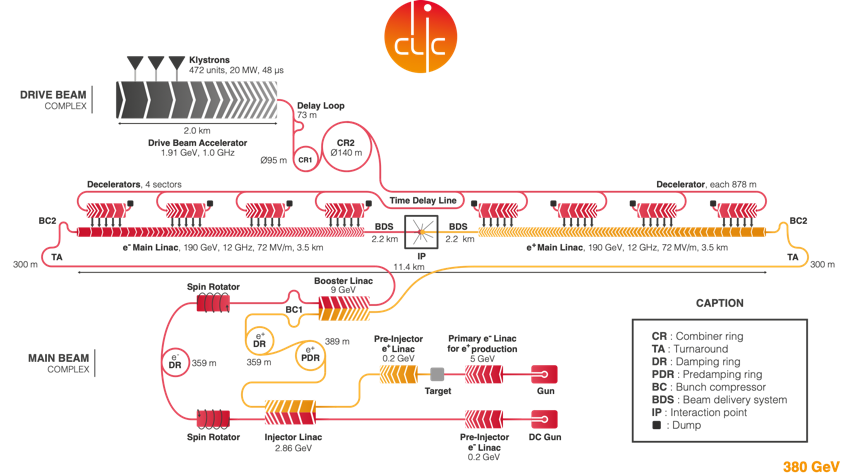 clic
Klystrons
472 units, 20 MW, 48 µs
DRIVE BEAM
COMPLEX
Delay Loop
73 m
2.0 km
CR2
Ø140 m
Drive Beam Accelerator
1.91 GeV, 1.0 GHz
Ø95 m
CR1
Decelerators, 4 sectors
Time Delay Line
Decelerator, each 878 m
BC2
BDS
2.2 km
BDS
2.2 km
BC2
e- Main Linac, 190 GeV, 12 GHz, 72 MV/m, 3.5 km
IP
e+ Main Linac, 190 GeV, 12 GHz, 72 MV/m, 3.5 km
TA
TA
300 m
300 m
11.4 km
Spin Rotator
Booster Linac
9 GeV
BC1
CAPTION
MAIN BEAM
COMPLEX
e-
DR
359 m
e+
DR
359 m
e+
PDR
389 m
Pre-Injector
e+ Linac
0.2 GeV
Primary e- Linac
for e+ production
5 GeV
Target
Gun
Spin Rotator
Injector Linac
2.86 GeV
Pre-Injector
e- Linac
0.2 GeV
DC Gun
CR : Combiner ring
TA : Turnaround
DR : Damping ring
PDR : Predamping ring
BC : Bunch compressor
BDS : Beam delivery system
IP : Interaction point
: Dump
380 GeV